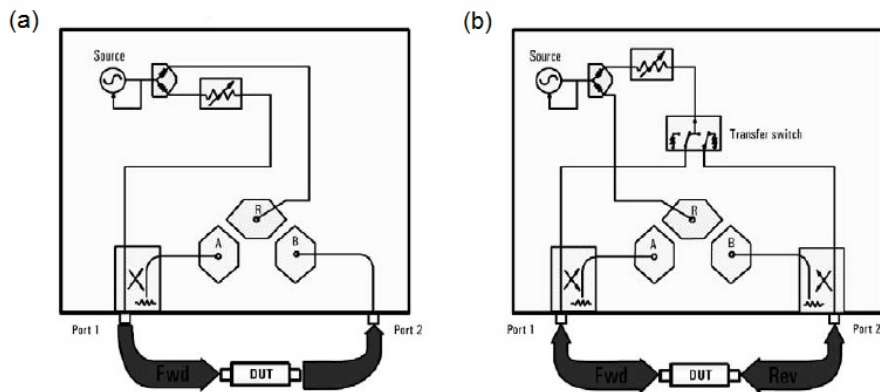 (a)
Source
R
A
B
Port 1
Port 2
Fwd
DUT
(b)
Source
Transfer switch
R
A
B
Port 1
Port 2
Fwd
DUT
Rev